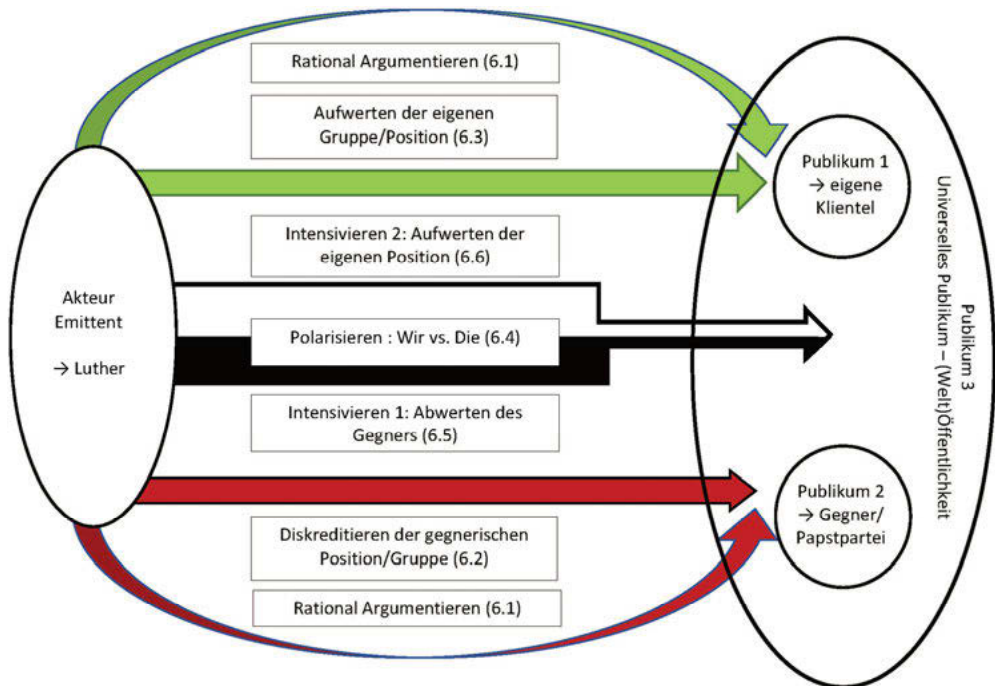 Rational Argumentieren (6.1)
Aufwerten der eigenen
Gruppe/Position (6.3)
Intensivieren 2: Aufwerten der
eigenen Position (6.6)
Polarisieren : Wir vs. Die (6.4)
Intensivieren 1: Abwerten des
Gegners (6.5)
Diskreditieren der gegnerischen
Position/Gruppe (6.2)
Rational Argumentieren (6.1)
Akteur
Emittent
→ Luther
Publikum 1
→ eigene
Klientel
Publikum 2
→ Gegner/
Papstpartei
Publikum 3
Universelles Publikum – (Welt)Öffentlichkeit